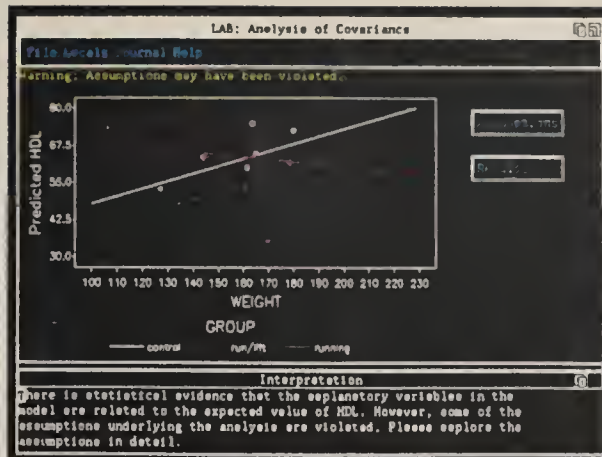 LAB: Analysis of Covariance
File Locals Journal Help
Warning: Assumptions may have been violated.
80.0
67.5
55.0
42.5
30.0
Predicted HDL
100 110 120 130 140 150 160 170 180 190 200 210 220 230
WEIGHT
GROUP
control run/lift running
Interpretation
There is statistical evidence that the explanatory variables in the
model are related to the expected value of HDL. However, some of the
assumptions underlying the analysis are violated. Please explore the
assumptions in detail.